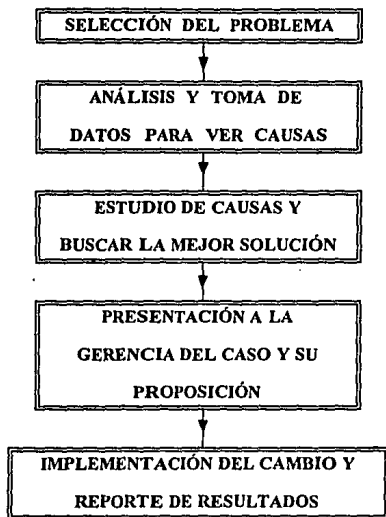 SELECCIÓN DEL PROBLEMA
ANÁLISIS Y TOMA DE
DATOS PARA VER CAUSAS
ESTUDIO DE CAUSAS Y
BUSCAR LA MEJOR SOLUCIÓN
PRESENTACIÓN A LA
GERENCIA DEL CASO Y SU
PROPOSICIÓN
IMPLEMENTACIÓN DEL CAMBIO Y
REPORTE DE RESULTADOS